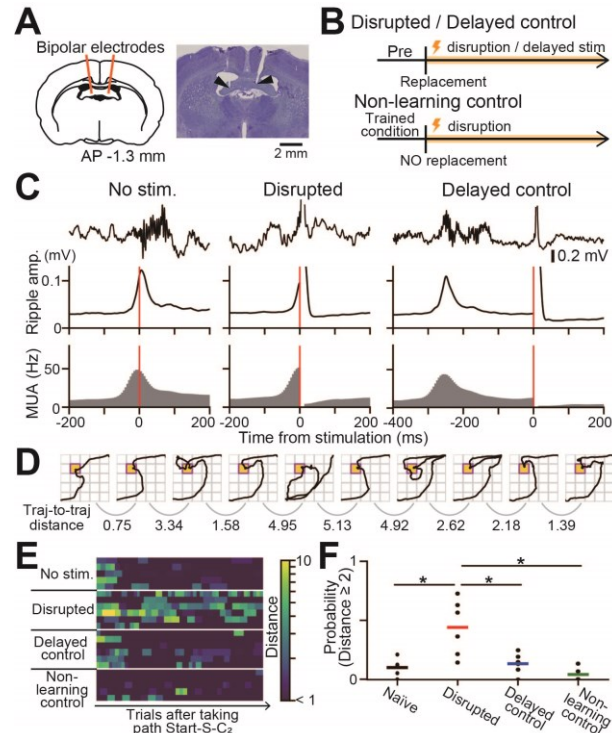 A
Bipolar electrodes
AP -1.3 mm
2 mm
B
Disrupted / Delayed control
Pre
disruption / delayed stim
Replacement
Non-learning control
Trained
condition
disruption
NO replacement
C
No stim.
Disrupted
Delayed control
0.2 mV
Ripple amp.
(mV)
0.1
0
MUA (Hz)
50
0
-200 0 200
-200 0 200
-400 -200 0 200
Time from stimulation (ms)
D
Traj-to-traj
distance
0.75 3.34 1.58 4.95 5.13 4.92 2.62 2.18 1.39
E
No stim.
Disrupted
Delayed
control
Non-
learning
control
Trials after taking
path Start-S-C₂
10
Distance
< 1
F
Probability
(Distance ≥ 2)
1
0
* * *
Naïve
Disrupted
Delayed
control
Non-
learning
control